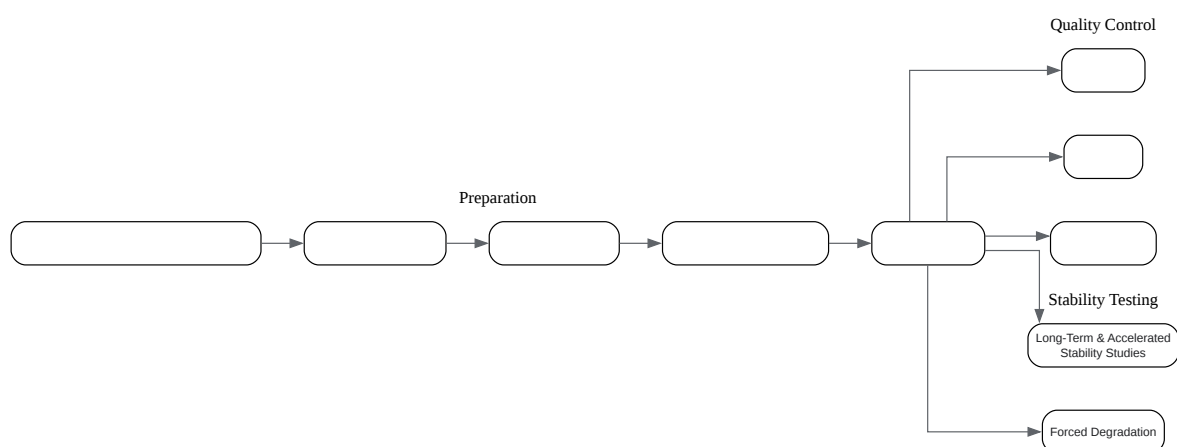 Quality Control
Preparation
Stability Testing
Long-Term & Accelerated
Stability Studies
Forced Degradation